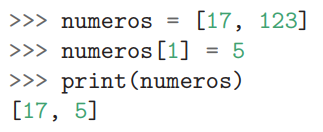 >>> numeros = [17, 123]
>>> numeros[1] = 5
>>> print(numeros)
[17, 5]